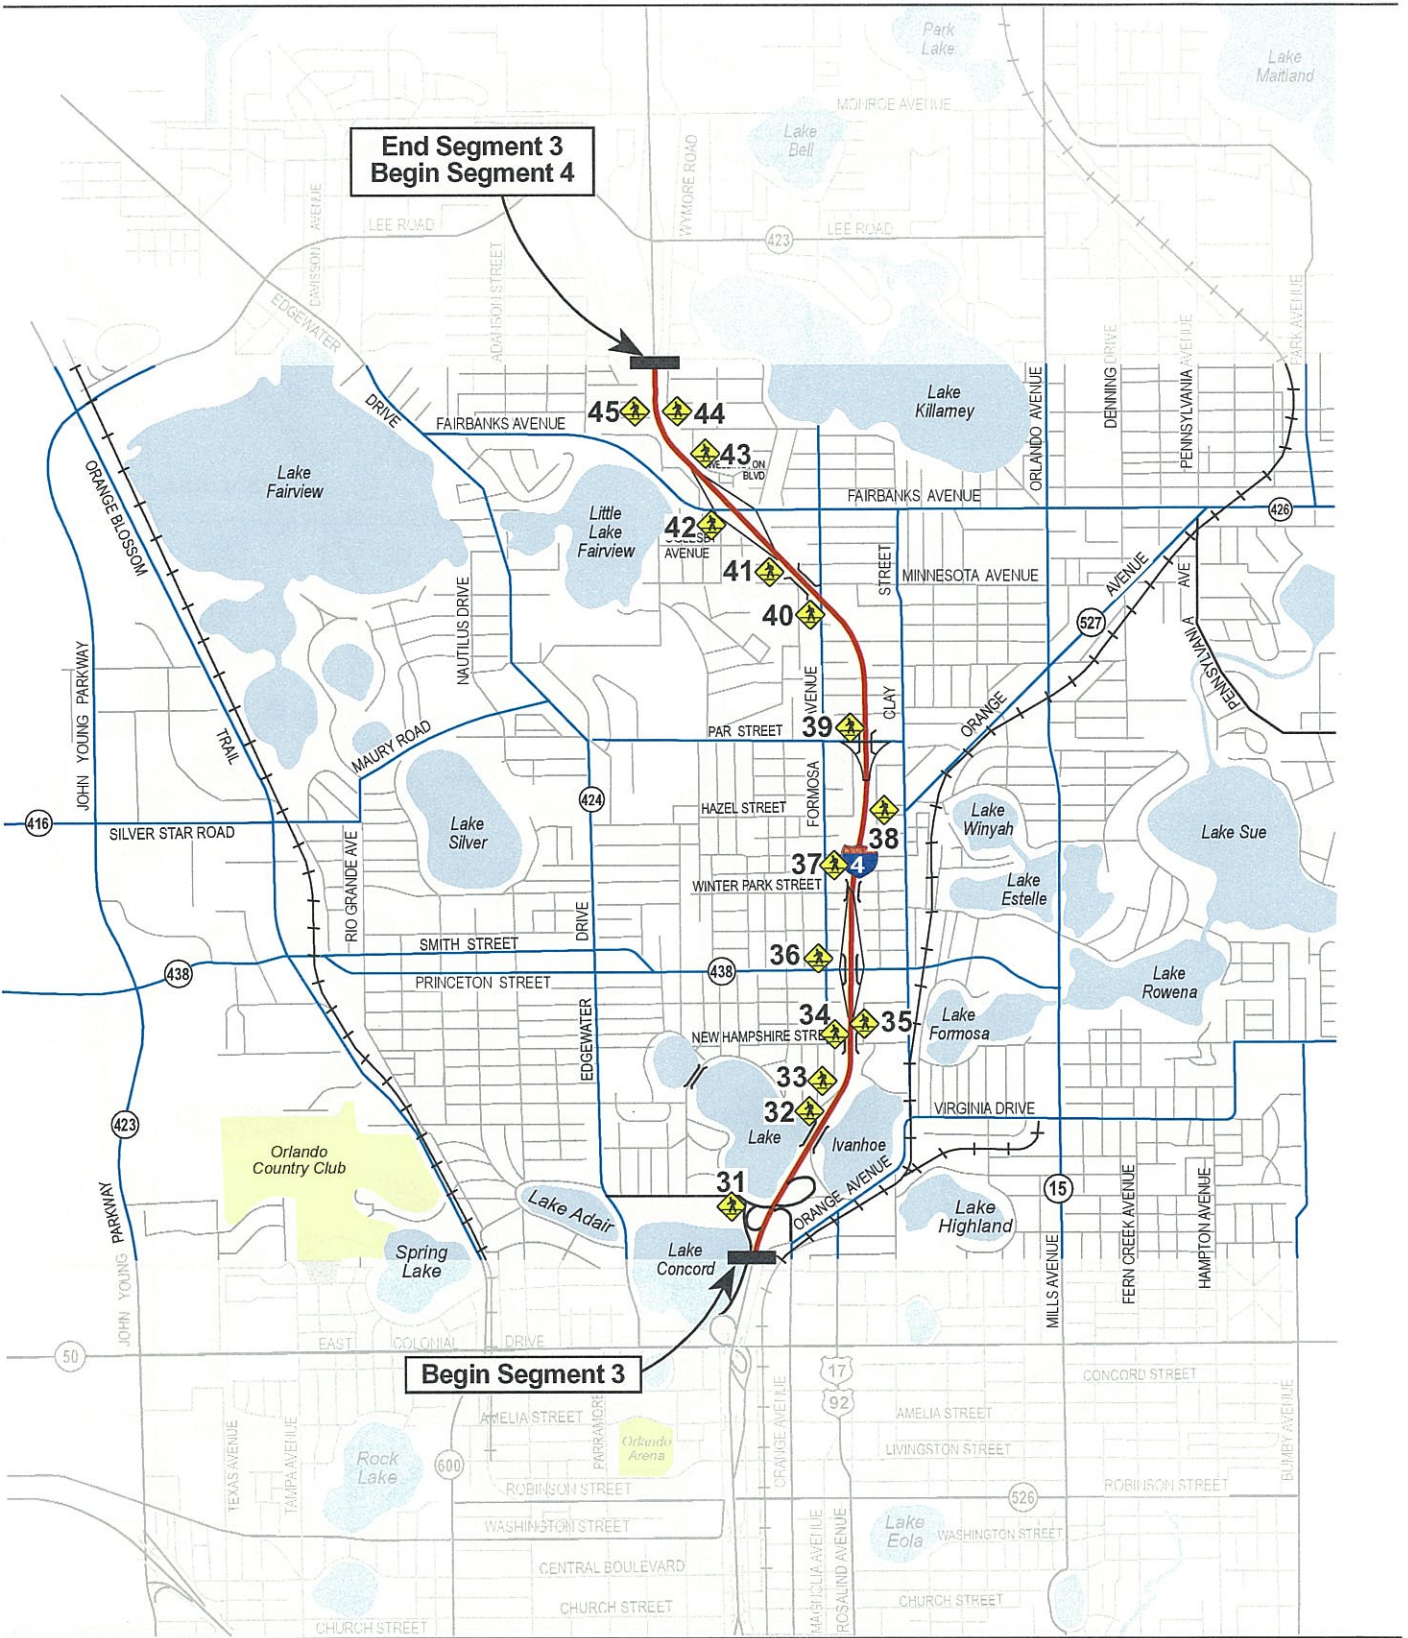 Park
Lake
Lake
Maitland
MONROE AVENUE
Lake
Bell
End Segment 3
Begin Segment 4
WYMORE ROAD
DAVISSON AVENUE
LEE ROAD
423
LEE ROAD
ADANSON STREET
EDGEWATER
DRIVE
PARK AVENUE
Lake
Killarney
ORLANDO AVENUE
DENNING DRIVE
PENNSYLVANIA AVENUE
45
44
FAIRBANKS AVENUE
43
BLVD
ORANGE BLOSSOM
TRAIL
Lake
Fairview
FAIRBANKS AVENUE
426
Little
Lake
Fairview
42
AVENUE
41
STREET
MINNESOTA AVENUE
AVENUE
PENNSYLVANIA AVE
NAUTILUS DRIVE
40
527
JOHN YOUNG PARKWAY
AVENUE
CLAY
ORANGE
MAURY ROAD
PAR STREET
39
424
HAZEL STREET
FORMOSA
38
Lake
Winyah
Lake Sue
416
SILVER STAR ROAD
Lake
Silver
RIO GRANDE AVE
37
4
WINTER PARK STREET
Lake
Estelle
DRIVE
SMITH STREET
36
438
438
PRINCETON STREET
Lake
Rowena
EDGEWATER
34
35
NEW HAMPSHIRE STRE
Lake
Formosa
33
32
VIRGINIA DRIVE
423
Lake
Ivanhoe
Orlando
Country Club
31
ORANGE AVENUE
15
PARKWAY
JOHN YOUNG
Lake Adair
Lake
Highland
FERN CREEK AVENUE
HAMPTON AVENUE
Spring
Lake
Lake
Concord
MILLS AVENUE
50
EAST COLONIAL DRIVE
Begin Segment 3
17
92
CONCORD STREET
AMELIA STREET
AMELIA STREET
TEXAS AVENUE
TAMPA AVENUE
PARRAMORE
Orlando
Arena
ORANGE AVENUE
LIVINGSTON STREET
BUMBY AVENUE
Rock
Lake
600
ROBINSON STREET
526
ROBINSON STREET
WASHINGTON STREET
Lake
Eola
WASHINGTON STREET
MAGNOLIA AVENUE
ROSALIND AVENUE
CENTRAL BOULEVARD
CHURCH STREET
CHURCH STREET
CHURCH STREET